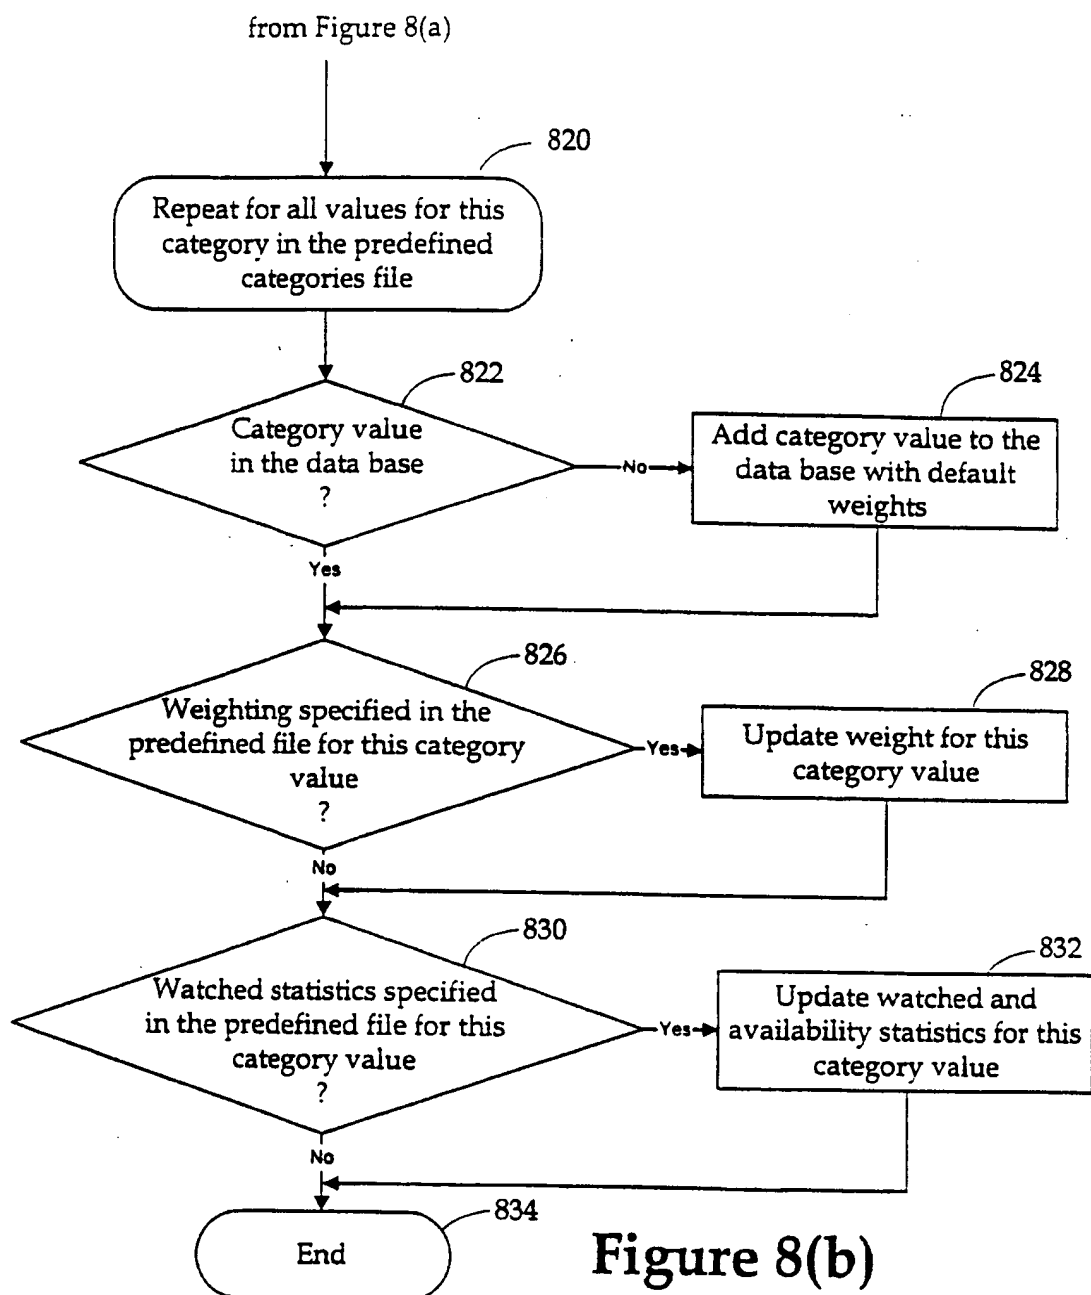 from Figure 8(a)
820
Repeat for all values for this
category in the predefined
categories file
822
Category value
in the data base
?
No
824
Add category value to the
data base with default
weights
Yes
826
Weighting specified in the
predefined file for this category
value
?
Yes
828
Update weight for this
category value
No
830
Watched statistics specified
in the predefined file for this
category value
?
Yes
832
Update watched and
availability statistics for this
category value
No
834
End
Figure 8(b)